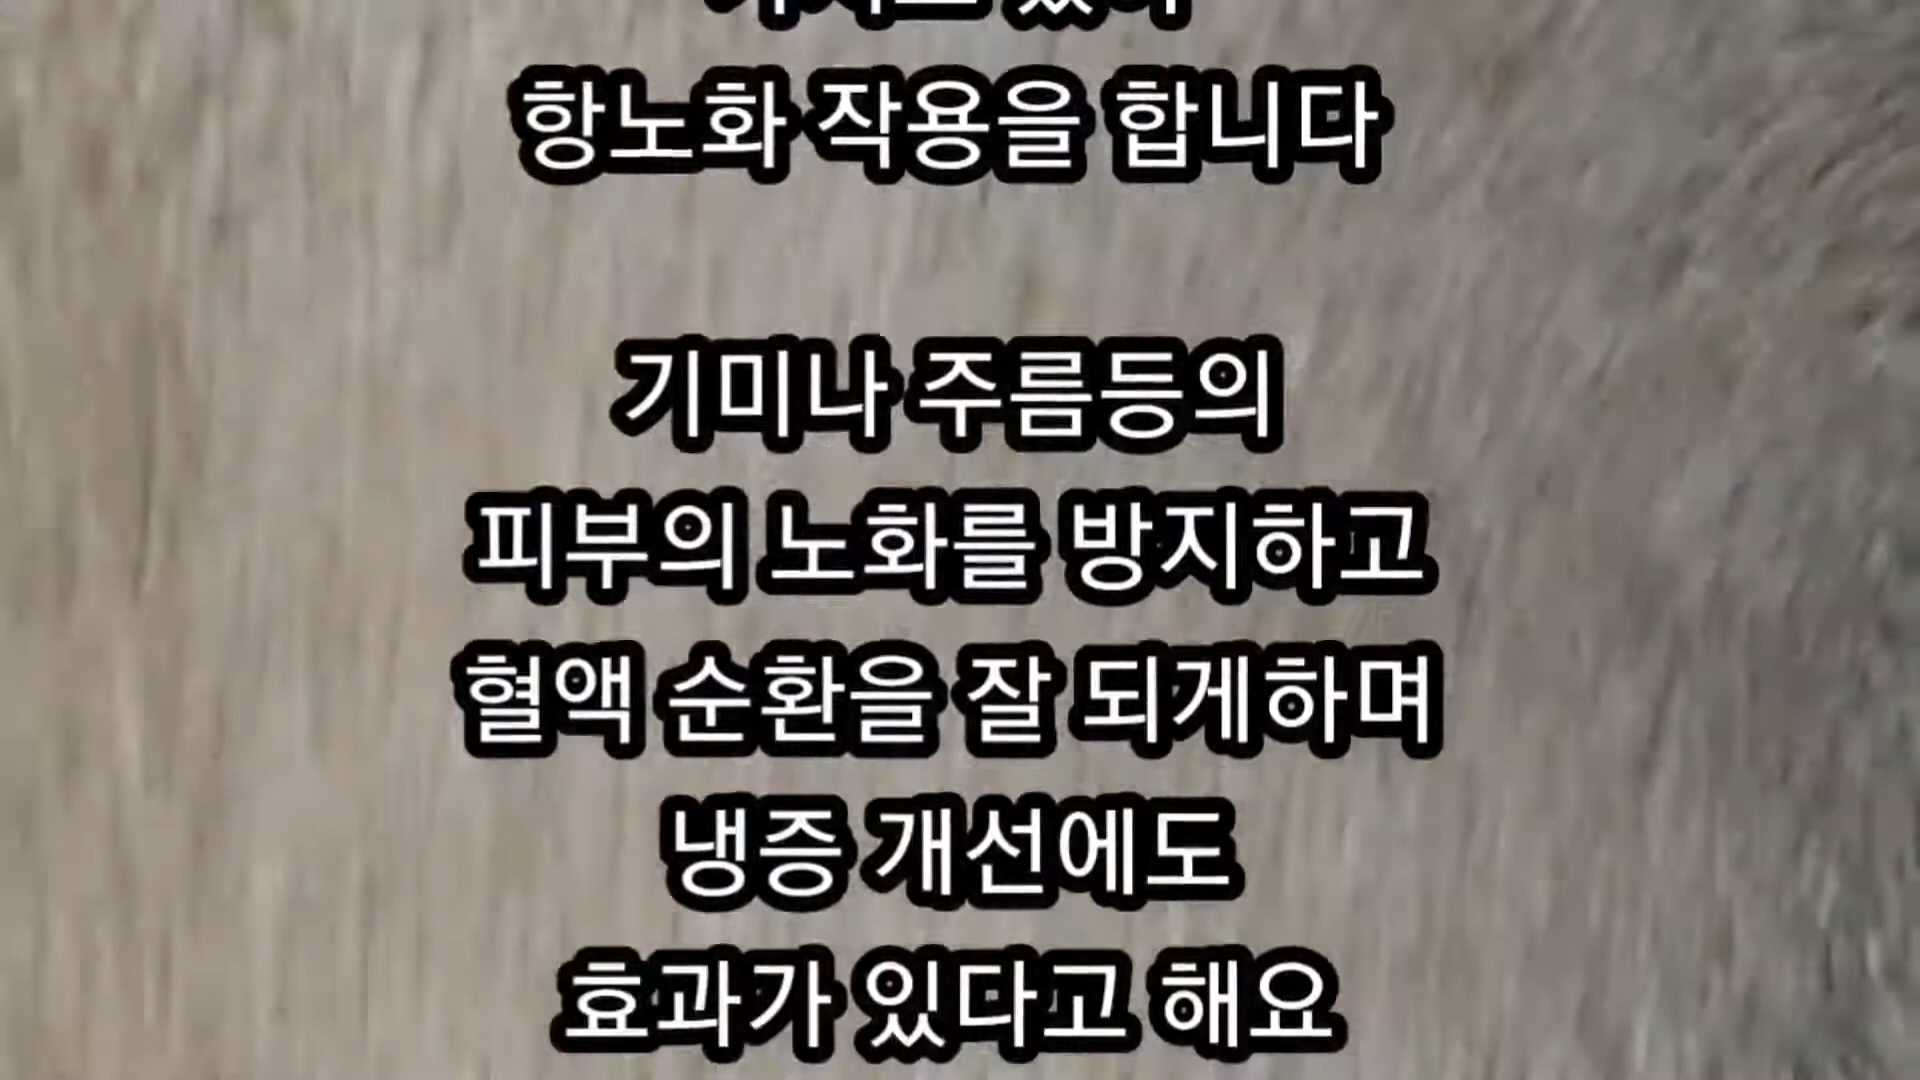 항노화 작용을 합니다
기미나 주름등의
피부의 노화를 방지하고
혈액 순환을 잘 되게하며
냉증 개선에도
효과가 있다고 해요